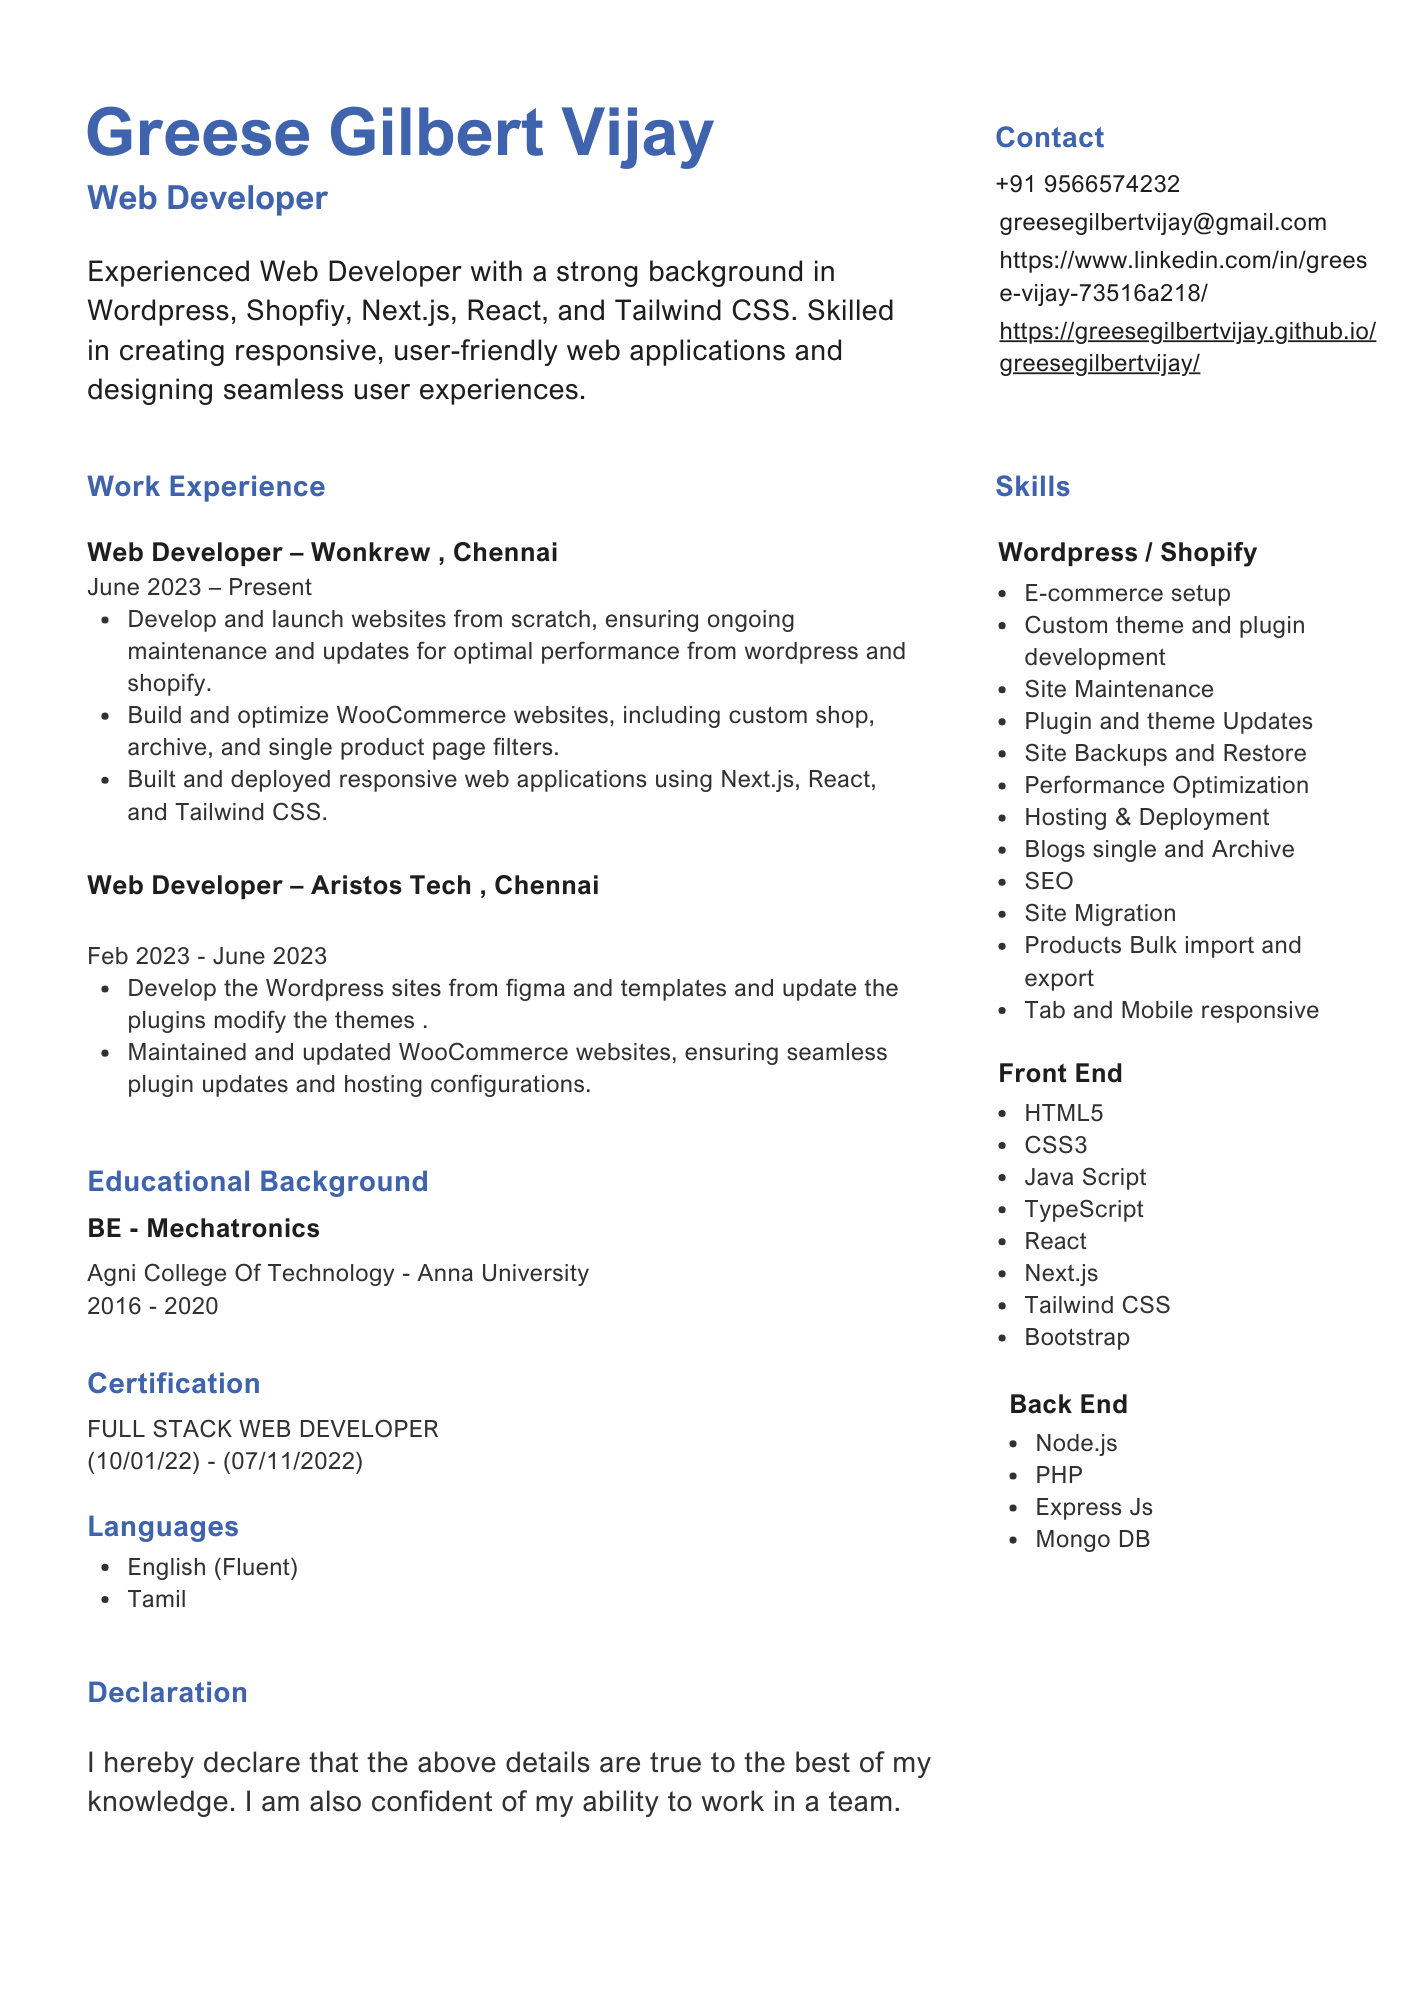 Greese Gilbert Vijay
Web Developer
Experienced Web Developer with a strong background in
Wordpress, Shopfiy, Next.js, React, and Tailwind CSS. Skilled
in creating responsive, user-friendly web applications and
designing seamless user experiences.
Contact
+91 9566574232
greesegilbertvijay@gmail.com
https://www.linkedin.com/in/grees
e-vijay-73516a218/
https://greesegilbertvijay.github.io/
greesegilbertvijay/
Work Experience
Web Developer – Wonkrew , Chennai
June 2023 – Present
• Develop and launch websites from scratch, ensuring ongoing
maintenance and updates for optimal performance from wordpress and
shopify.
• Build and optimize WooCommerce websites, including custom shop,
archive, and single product page filters.
• Built and deployed responsive web applications using Next.js, React,
and Tailwind CSS.
Web Developer – Aristos Tech , Chennai
Feb 2023 - June 2023
• Develop the Wordpress sites from figma and templates and update the
plugins modify the themes .
• Maintained and updated WooCommerce websites, ensuring seamless
plugin updates and hosting configurations.
Educational Background
BE - Mechatronics
Agni College Of Technology - Anna University
2016 - 2020
Certification
FULL STACK WEB DEVELOPER
(10/01/22) - (07/11/2022)
Languages
• English (Fluent)
• Tamil
Declaration
I hereby declare that the above details are true to the best of my
knowledge. I am also confident of my ability to work in a team.
Skills
Wordpress / Shopify
• E-commerce setup
• Custom theme and plugin
development
• Site Maintenance
• Plugin and theme Updates
• Site Backups and Restore
• Performance Optimization
• Hosting & Deployment
• Blogs single and Archive
• SEO
• Site Migration
• Products Bulk import and
export
• Tab and Mobile responsive
Front End
• HTML5
• CSS3
• Java Script
• TypeScript
• React
• Next.js
• Tailwind CSS
• Bootstrap
Back End
• Node.js
• PHP
• Express Js
• Mongo DB